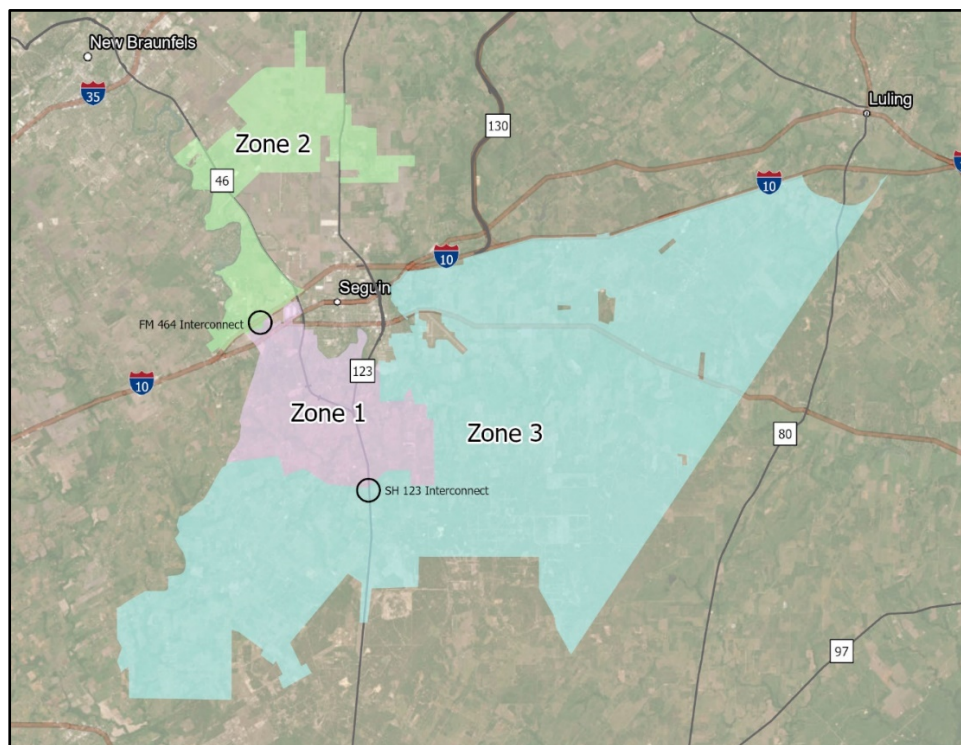 New Braunfels
35
Zone 2
130
Luling
46
10
10
Seguin
FM 464 Interconnect
10
123
Zone 1
Zone 3
80
SH 123 Interconnect
97